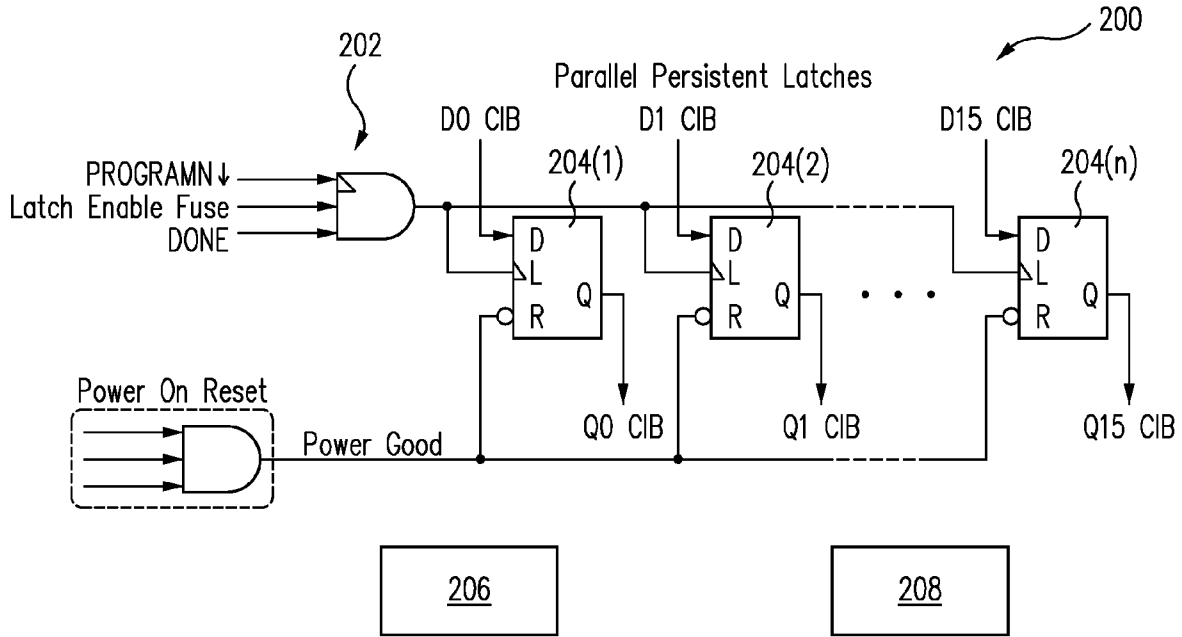 200
202
Parallel Persistent Latches
D0 CIB
D1 CIB
D15 CIB
204(1)
204(2)
204(n)
PROGRAMN↓
Latch Enable Fuse
DONE
D
L
Q
R
D
L
Q
R
• • •
D
L
Q
R
Power On Reset
Q0 CIB
Q1 CIB
Q15 CIB
Power Good
206
208